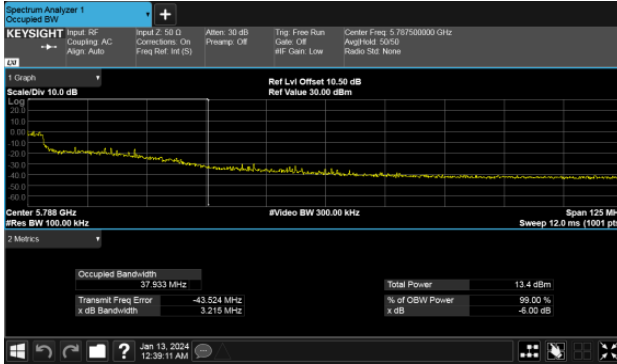 Spectrum Analyzer 1
Occupied BW
+
KEYSIGHT Input: RF Input Z: 50 Ω Atten: 30 dB Trig: Free Run Center Freq: 5.787500000 GHz
Coupling: AC Corrections: On Preamp: Off Gate: Off Avg|Hold: 50/50
Align: Auto Freq Ref: Int (S) #IF Gain: Low Radio Std: None
LXI
1 Graph
Scale/Div 10.0 dB
Ref Lvl Offset 10.50 dB
Ref Value 30.00 dBm
Log
20.0
10.0
0.00
-10.0
-20.0
-30.0
-40.0
-50.0
-60.0
Center 5.788 GHz #Video BW 300.00 kHz Span 125 MH
#Res BW 100.00 kHz Sweep 12.0 ms (1001 pts
2 Metrics
Occupied Bandwidth
37.933 MHz
Total Power 13.4 dBm
Transmit Freq Error -43.524 MHz % of OBW Power 99.00 %
x dB Bandwidth 3.215 MHz x dB -6.00 dB
?
Jan 13, 2024
12:39:11 AM